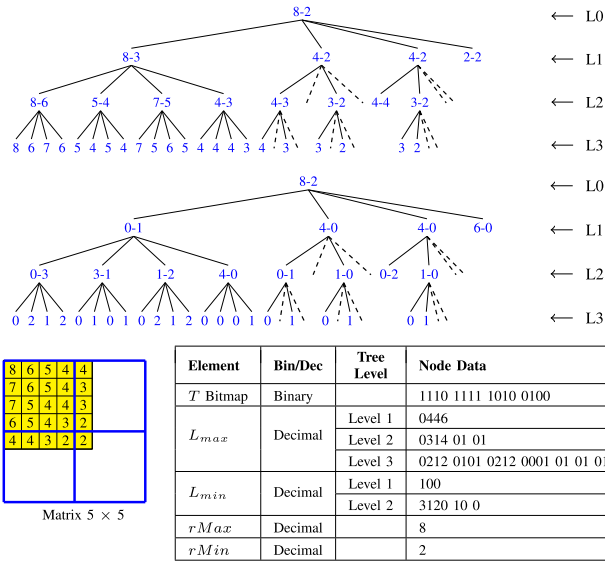 8-2 ← L0
8-3 4-2 4-2 2-2 ← L1
8-6 5-4 7-5 4-3 4-3 3-2 4-4 3-2 ← L2
8 6 7 6 5 4 5 4 7 5 6 5 4 4 4 3 4 3 3 2 3 2 ← L3
8-2 ← L0
0-1 4-0 4-0 6-0 ← L1
0-3 3-1 1-2 4-0 0-1 1-0 0-2 1-0 ← L2
0 2 1 2 0 1 0 1 0 2 1 2 0 0 0 1 0 1 0 1 0 1 ← L3
8 6 5 4 4
6 5 4 4 3
7 5 4 4 3
6 5 4 3 2
4 4 3 2 2
Matrix 5 × 5
Element Bin/Dec Tree Level Node Data
T Bitmap Binary 1110 1111 1010 0100
Lmax Decimal Level 1 0446
Level 2 0314 01 01
Level 3 0212 0101 0212 0001 01 01 01
Lmin Decimal Level 1 100
Level 2 3120 10 0
rMax Decimal 8
rMin Decimal 2